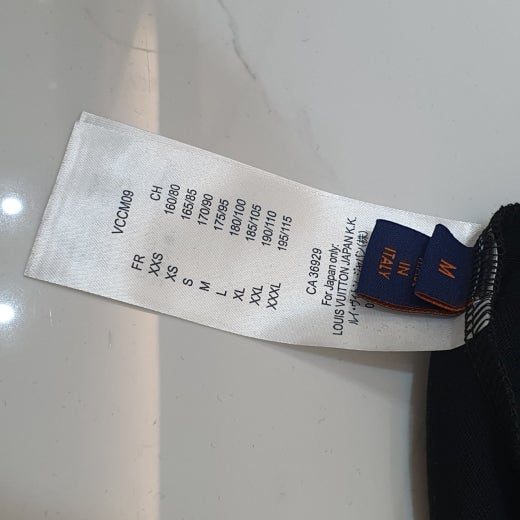 VCCM09
FR CH
XXS 160/80
XS 165/85
S 170/90
M 175/95
L 180/100
XL 185/105
XXL 190/110
XXXL 195/115
CA 36929
For Japan only:
LOUIS VUITTON JAPAN K.K.
IN
ITALY
M